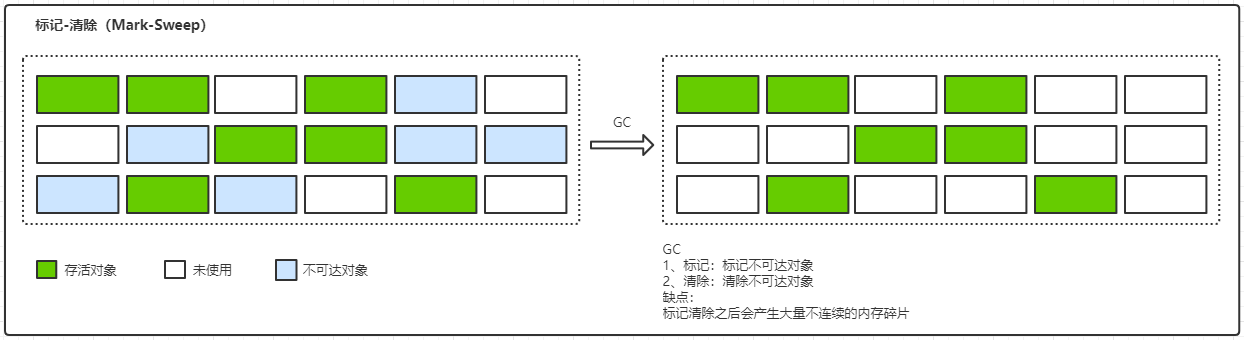 标记-清除（Mark-Sweep）
GC
存活对象
未使用
不可达对象
GC
1、标记：标记不可达对象
2、清除：清除不可达对象
缺点：
标记清除之后会产生大量不连续的内存碎片